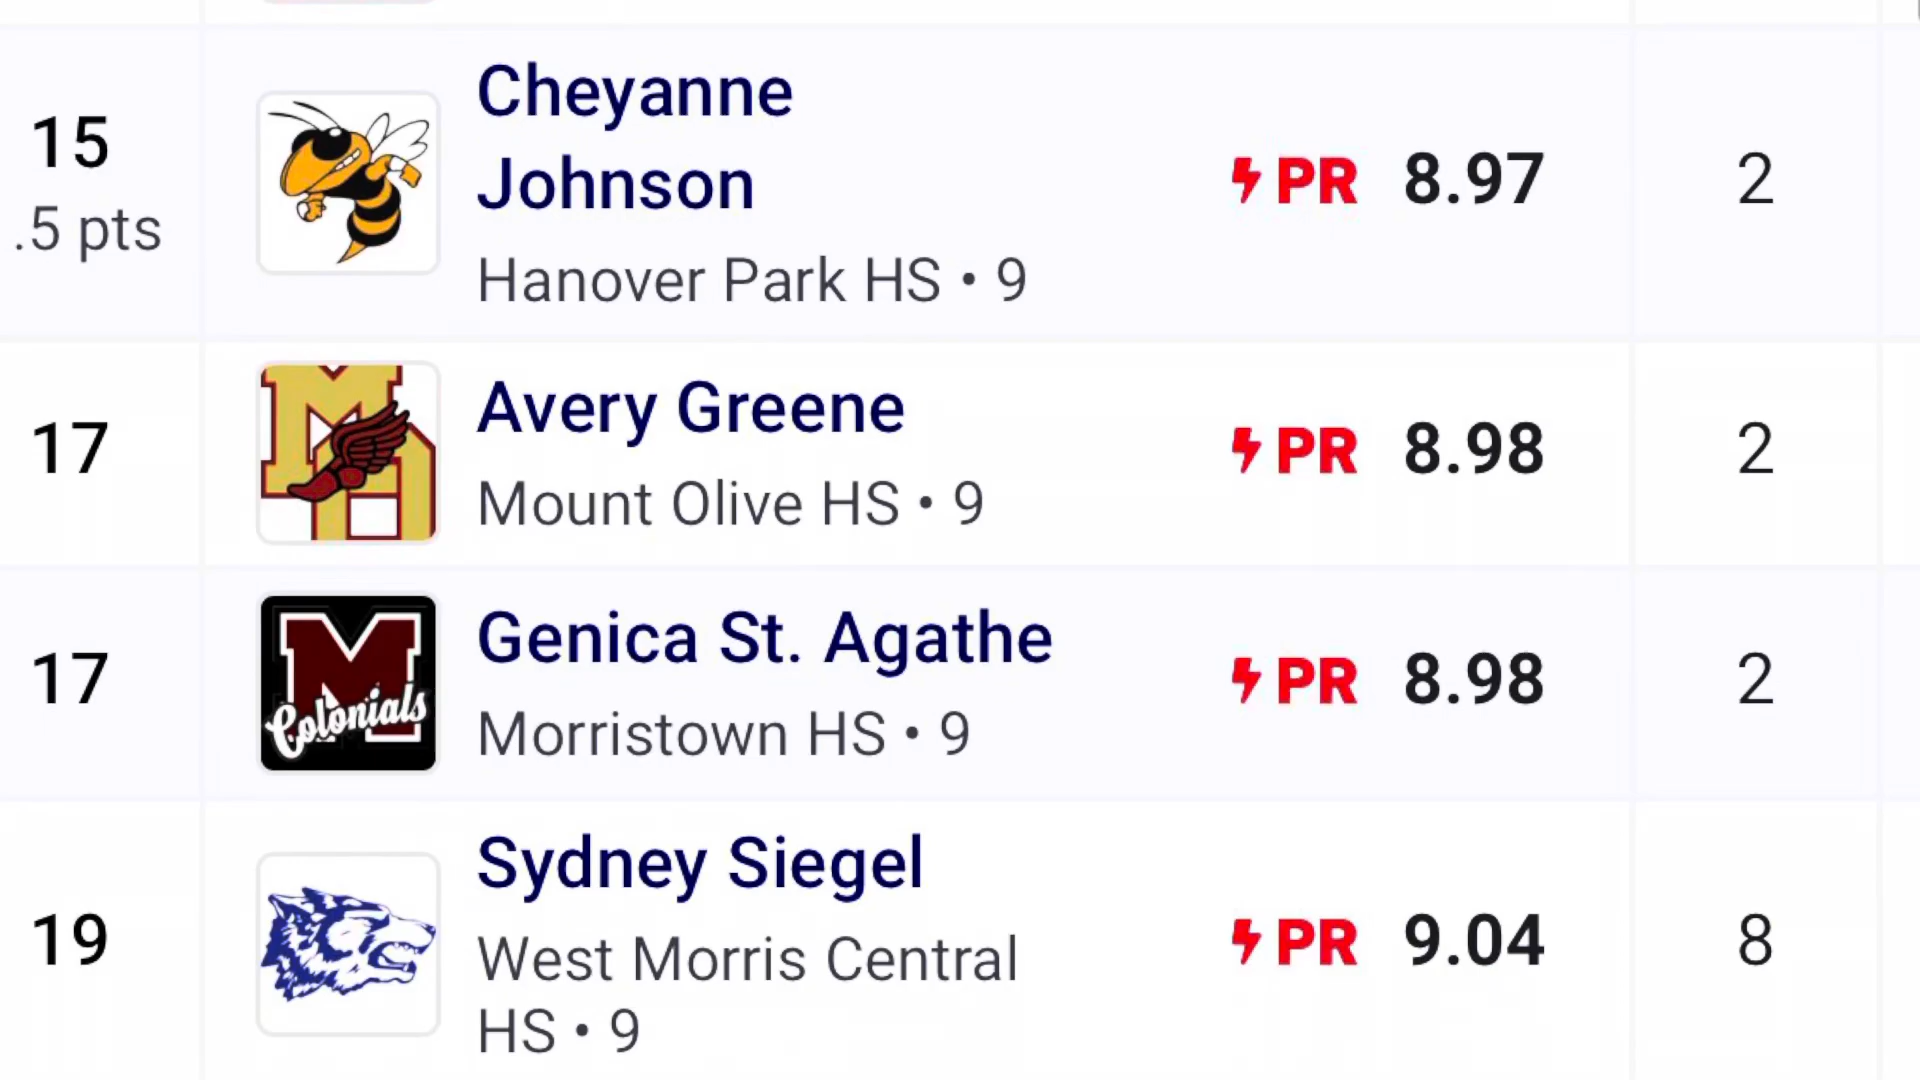 15
.5 pts
Cheyanne
Johnson
Hanover Park HS • 9
PR 8.97
2
17
Avery Greene
Mount Olive HS • 9
PR 8.98
2
17
Colonials
M
Genica St. Agathe
Morristown HS • 9
PR 8.98
2
19
Sydney Siegel
West Morris Central
HS • 9
PR 9.04
8